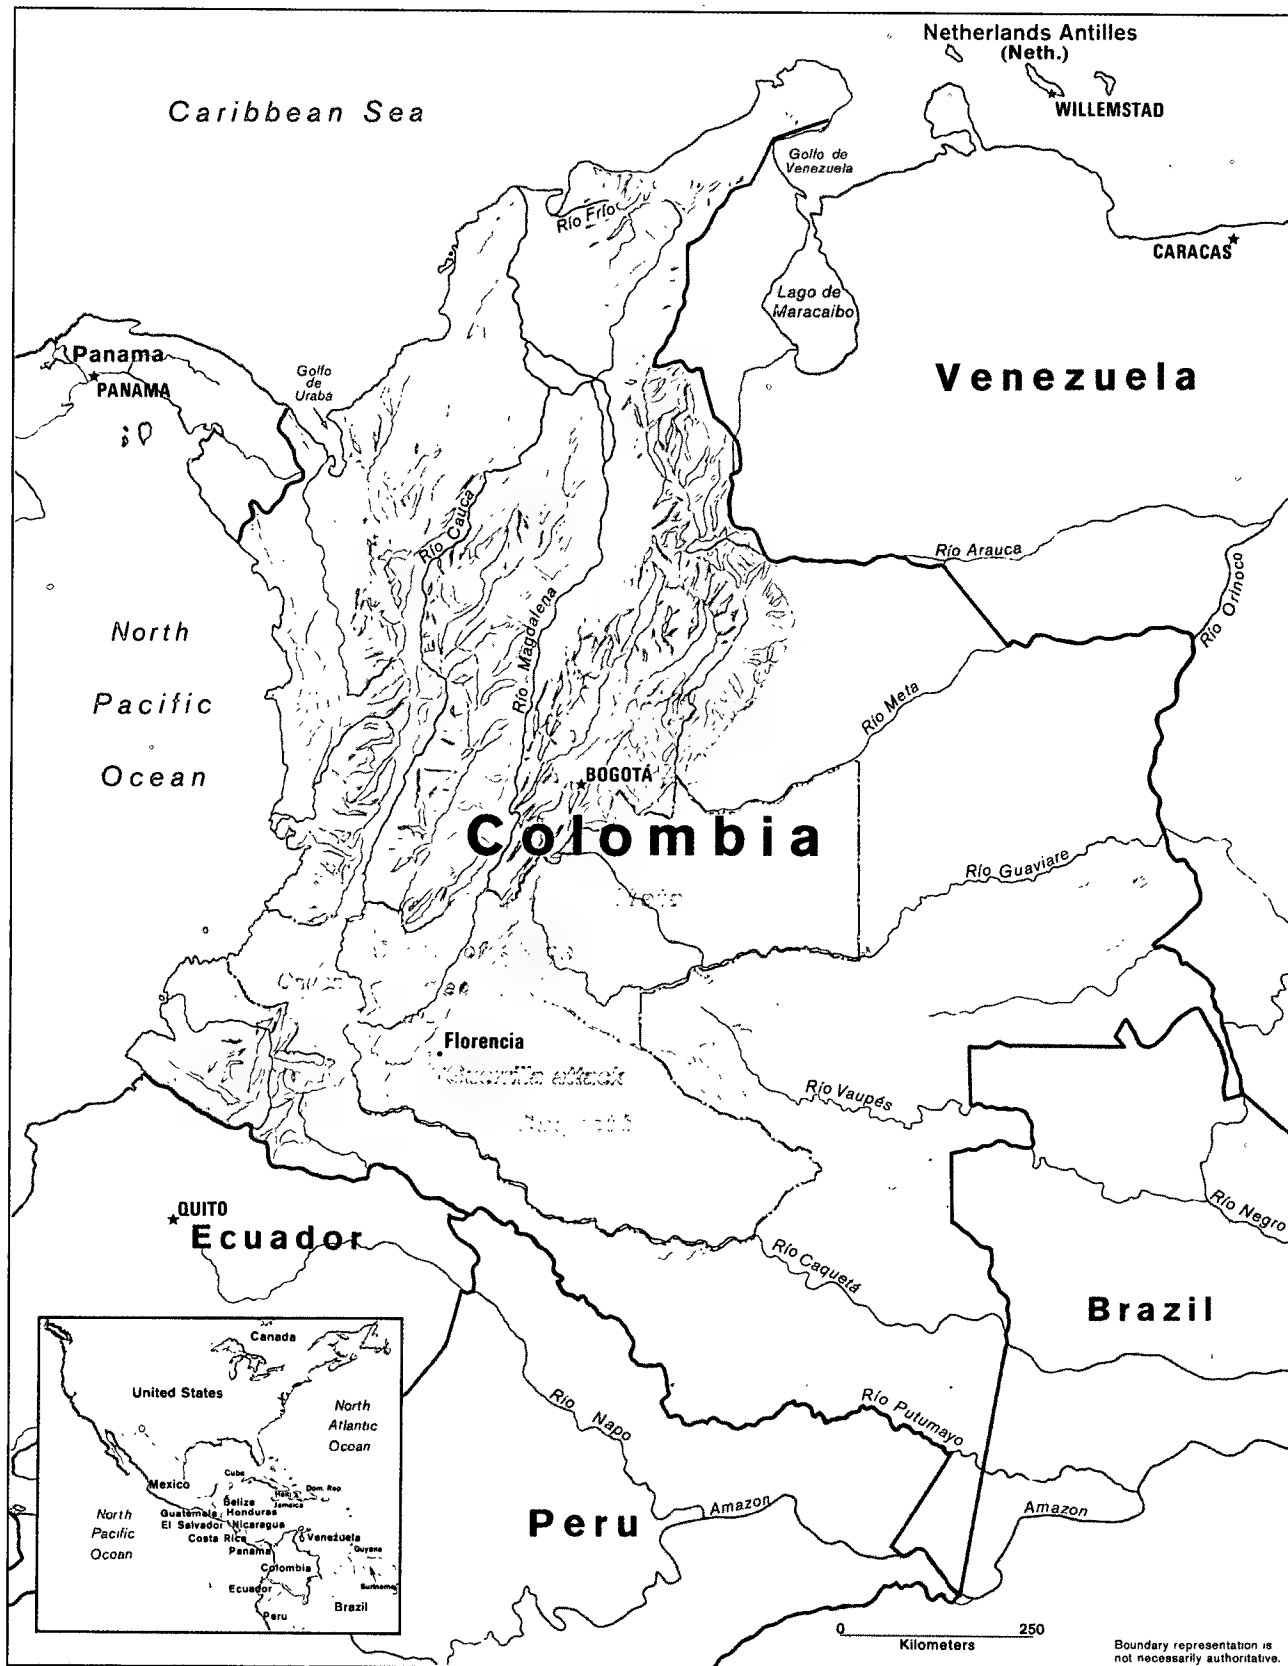 Netherlands Antilles
(Neth.)
WILLEMSTAD
Caribbean Sea
Golfo de
Venezuela
Río Frío
CARACAS
Lago de
Maracaibo
Panama
PANAMA
Golfo
de
Urabá
Venezuela
Río Cauca
Río Arauca
Río Orinoco
Río Magdalena
North
Pacific
Ocean
Río Meta
BOGOTÁ
Colombia
Río Guaviare
Meta
Florencia
Guerrilla attack
Río Vaupés
QUITO
Ecuador
Río Negro
Río Caquetá
Brazil
Río Napo
Río Putumayo
Peru
Amazon
Amazon
Canada
United States
North
Atlantic
Ocean
Mexico
Cuba
Haiti
Dom. Rep
Jamaica
Belize
Guatemala
Honduras
El Salvador
Nicaragua
Costa Rica
Panama
Venezuela
Guyana
Colombia
Suriname
Ecuador
Peru
Brazil
North
Pacific
Ocean
0 250
Kilometers
Boundary representation is
not necessarily authoritative.